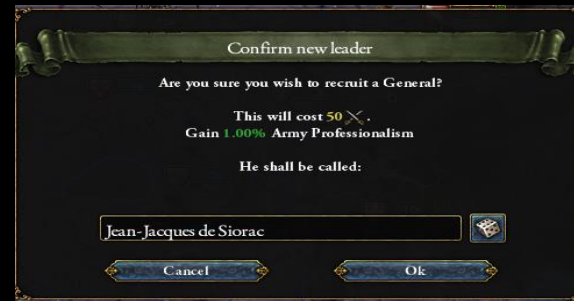 Confirm new leader
Are you sure you wish to recruit a General?
This will cost 50 .
Gain 1.00% Army Professionalism
He shall be called:
Jean-Jacques de Siorac
Cancel
Ok